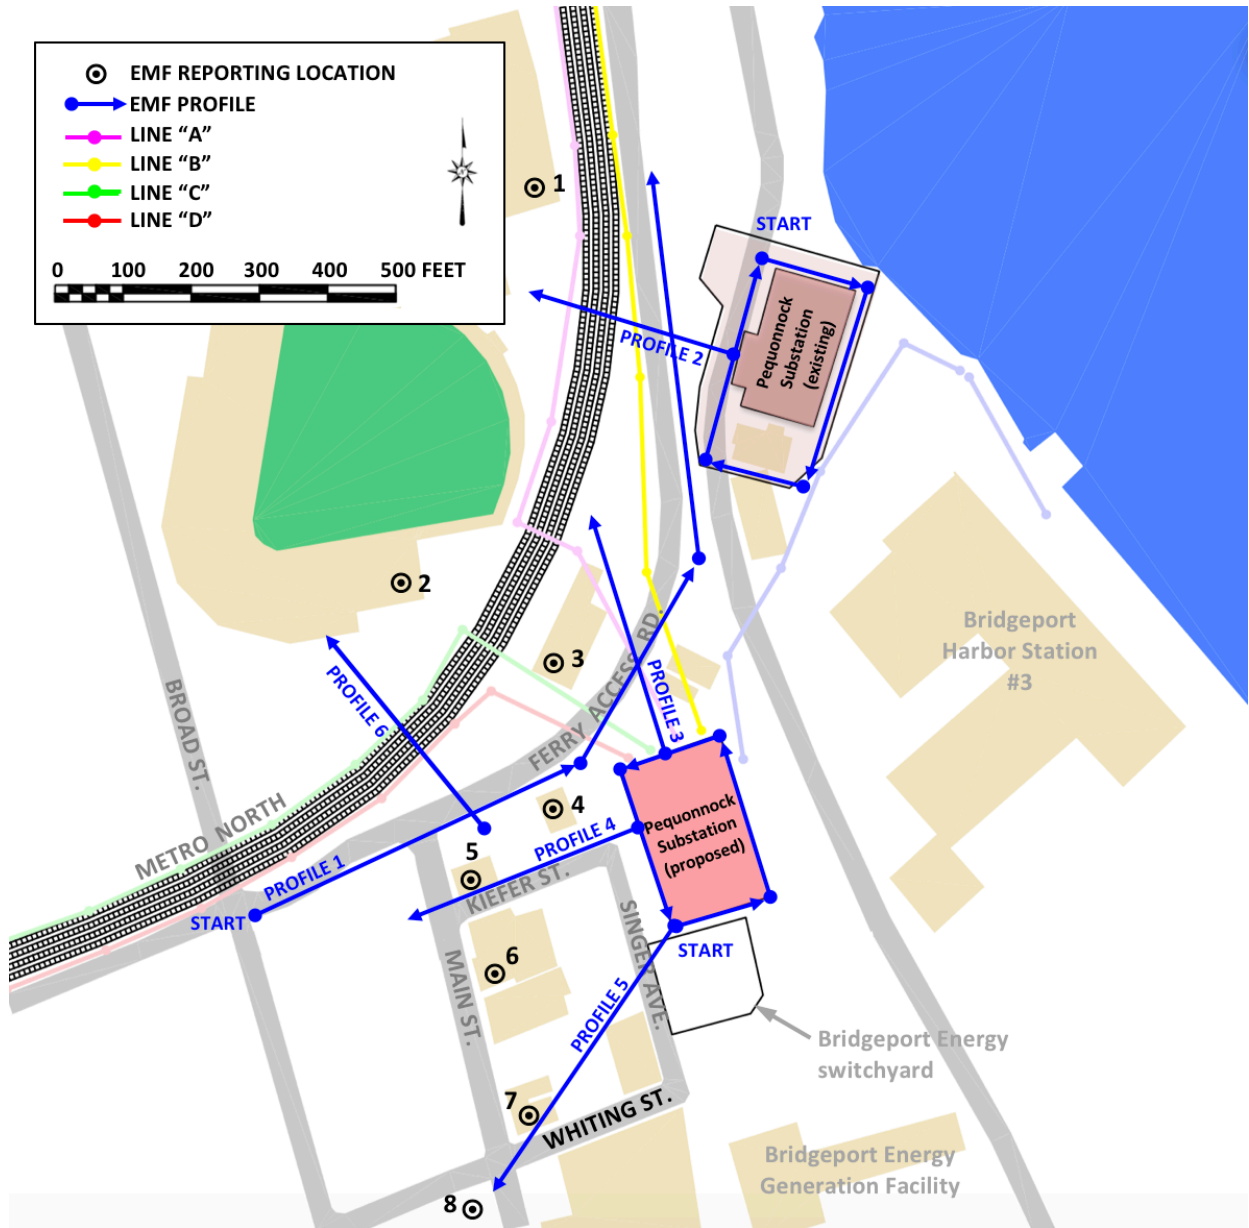 EMF REPORTING LOCATION
EMF PROFILE
LINE “A”
LINE “B”
LINE “C”
LINE “D”
0 100 200 300 400 500 FEET
1
START
PROFILE 2
Pequonnock
Substation
(existing)
2
3
BROAD ST.
PROFILE 6
FERRY ACCESS RD.
PROFILE 3
Bridgeport
Harbor Station
#3
METRO NORTH
4
Pequonnock
Substation
(proposed)
PROFILE 4
5
PROFILE 1
KIEFER ST.
START
SINGER AVE.
START
6
MAIN ST.
PROFILE 5
Bridgeport Energy
switchyard
7
WHITING ST.
Bridgeport Energy
Generation Facility
8